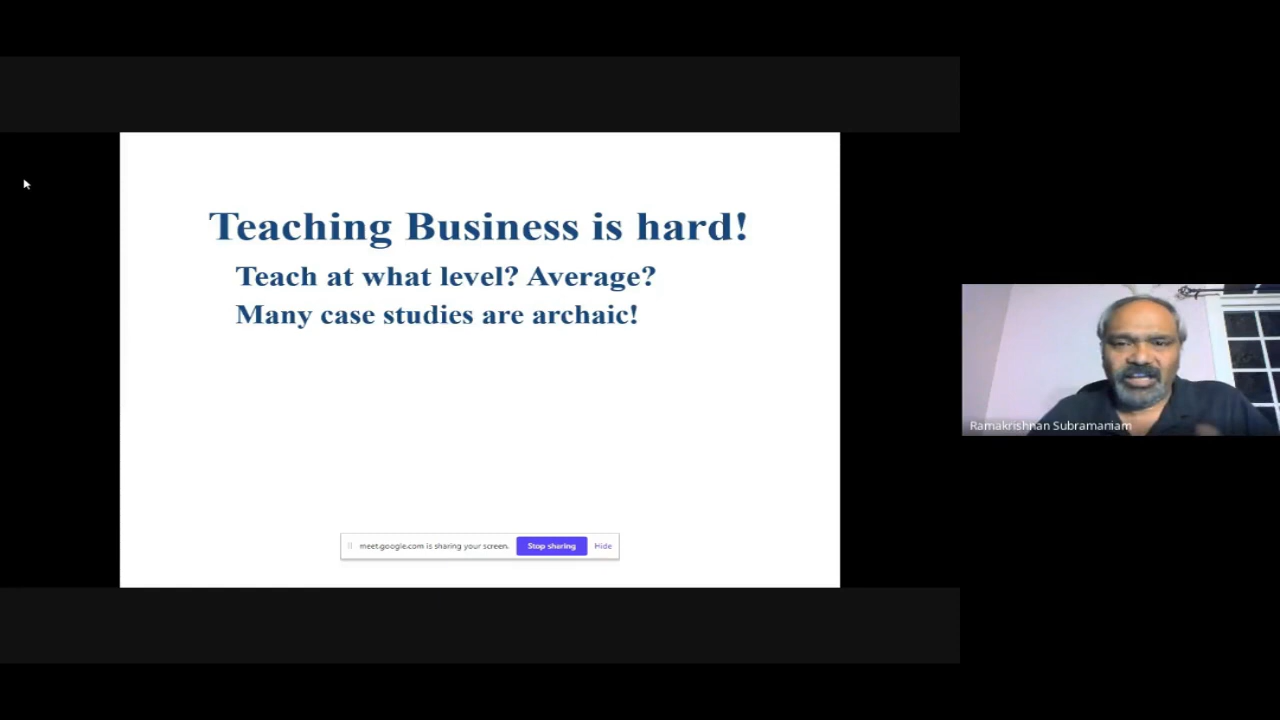 Teaching Business is hard!
Teach at what level? Average?
Many case studies are archaic!
meet.google.com is sharing your screen. Stop sharing Hide
Ramakrishnan Subramaniam